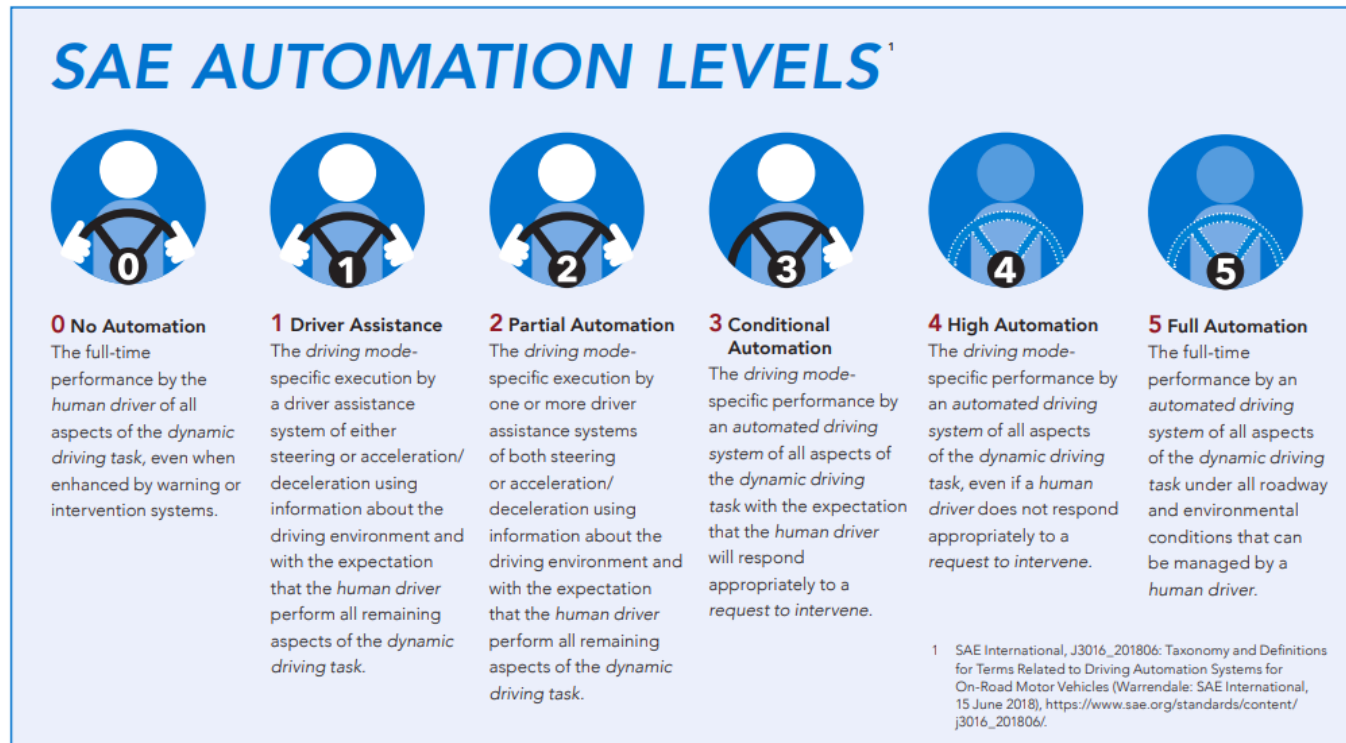 SAE AUTOMATION LEVELS 1
0
1
2
3
4
5
0 No Automation
The full-time
performance by the
human driver of all
aspects of the dynamic
driving task, even when
enhanced by warning or
intervention systems.
1 Driver Assistance
The driving mode-
specific execution by
a driver assistance
system of either
steering or acceleration/
deceleration using
information about the
driving environment and
with the expectation
that the human driver
perform all remaining
aspects of the dynamic
driving task.
2 Partial Automation
The driving mode-
specific execution by
one or more driver
assistance systems
of both steering
or acceleration/
deceleration using
information about the
driving environment and
with the expectation
that the human driver
perform all remaining
aspects of the dynamic
driving task.
3 Conditional
Automation
The driving mode-
specific performance by
an automated driving
system of all aspects of
the dynamic driving
task with the expectation
that the human driver
will respond
appropriately to a
request to intervene.
4 High Automation
The driving mode-
specific performance by
an automated driving
system of all aspects
of the dynamic driving
task, even if a human
driver does not respond
appropriately to a
request to intervene.
5 Full Automation
The full-time
performance by an
automated driving
system of all aspects
of the dynamic driving
task under all roadway
and environmental
conditions that can
be managed by a
human driver.
1 SAE International, J3016_201806: Taxonomy and Definitions
for Terms Related to Driving Automation Systems for
On-Road Motor Vehicles (Warrendale: SAE International,
15 June 2018), https://www.sae.org/standards/content/
j3016_201806/.